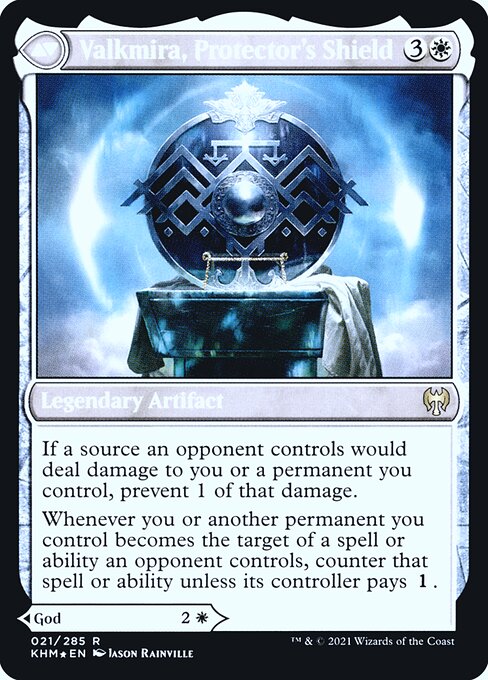 Valkmira, Protector's Shield 3
Legendary Artifact
If a source an opponent controls would
deal damage to you or a permanent you
control, prevent 1 of that damage.
Whenever you or another permanent you
control becomes the target of a spell or
ability an opponent controls, counter that
spell or ability unless its controller pays 1.
God 2
021/285 R
KHM★EN Jason Rainville
™ & © 2021 Wizards of the Coast